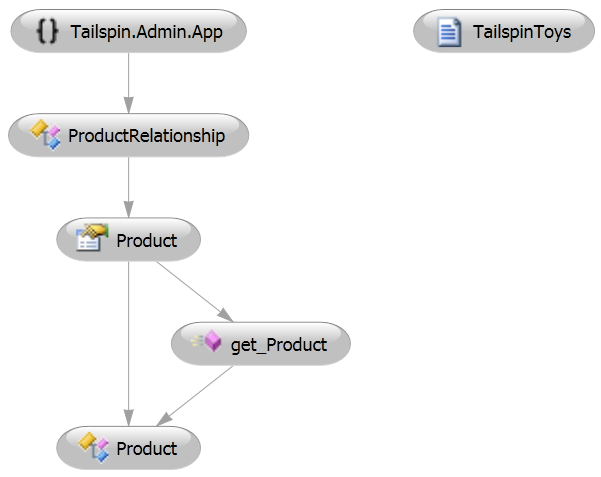 {} Tailspin.Admin.App
TailspinToys
ProductRelationship
Product
get_Product
Product